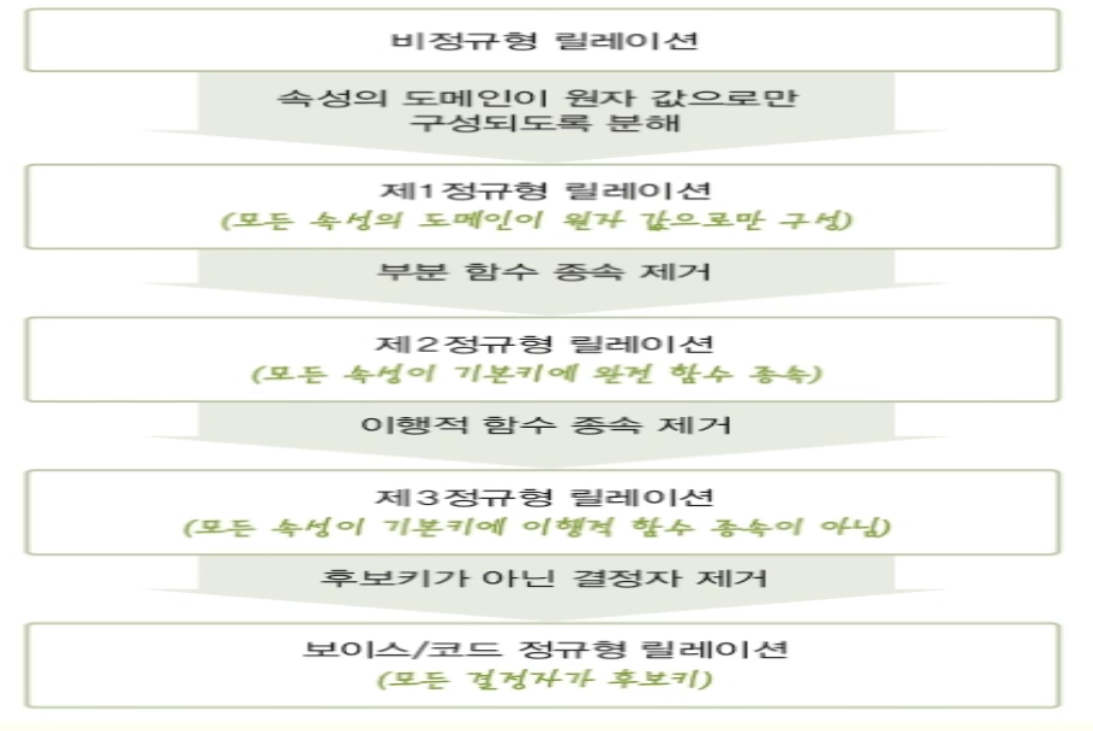 비정규형 릴레이션
속성의 도메인이 원자 값으로만
구성되도록 분해
제1정규형 릴레이션
(모든 속성의 도메인이 원자 값으로만 구성)
부분 함수 종속 제거
제2정규형 릴레이션
(모든 속성이 기본키에 완전 함수 종속)
이행적 함수 종속 제거
제3정규형 릴레이션
(모든 속성이 기본키에 이행적 함수 종속이 아님)
후보키가 아닌 결정자 제거
보이스/코드 정규형 릴레이션
(모든 결정자가 후보키)